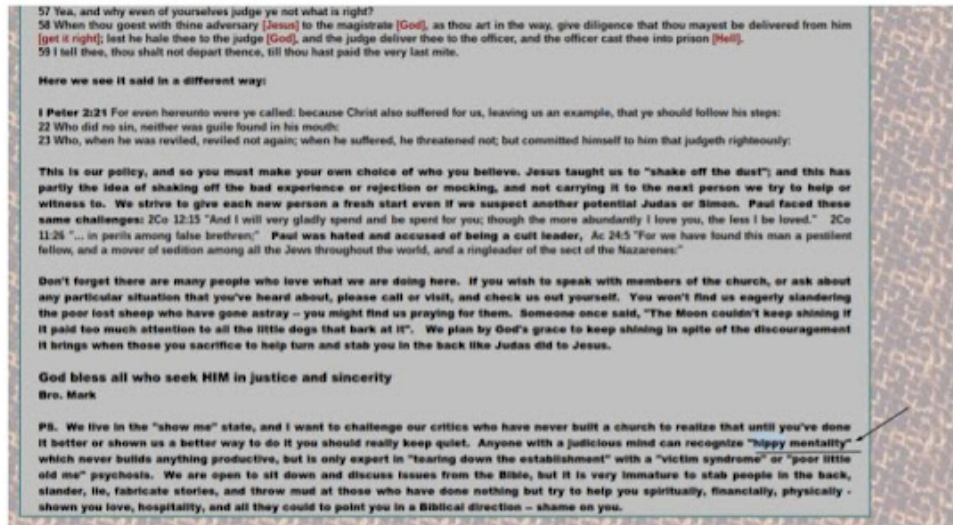 57 Yea, and why even of yourselves judge ye not what is right?
58 When thou goest with thine adversary [Jesus] to the magistrate [God], as thou art in the way, give diligence that thou mayest be delivered from him
[get it right]; lest he hale thee to the judge [God], and the judge deliver thee to the officer, and the officer cast thee into prison [Hell].
59 I tell thee, thou shalt not depart thence, till thou hast paid the very last mite.
Here we see it said in a different way:
I Peter 2:21 For even hereunto were ye called: because Christ also suffered for us, leaving us an example, that ye should follow his steps:
22 Who did no sin, neither was guile found in his mouth:
23 Who, when he was reviled, reviled not again; when he suffered, he threatened not; but committed himself to him that judgeth righteously:
This is our policy, and so you must make your own choice of who you believe. Jesus taught us to "shake off the dust"; and this has
partly the idea of shaking off the bad experience or rejection or mocking, and not carrying it to the next person we try to help or
witness to. We strive to give each new person a fresh start even if we suspect another potential Judas or Simon. Paul faced these
same challenges: 2Co 12:15 "And I will very gladly spend and be spent for you; though the more abundantly I love you, the less I be loved." 2Co
11:26 "... in perils among false brethren;" Paul was hated and accused of being a cult leader, Ac 24:5 "For we have found this man a pestilent
fellow, and a mover of sedition among all the Jews throughout the world, and a ringleader of the sect of the Nazarenes:"
Don't forget there are many people who love what we are doing here. If you wish to speak with members of the church, or ask about
any particular situation that you've heard about, please call or visit, and check us out yourself. You won't find us eagerly slandering
the poor lost sheep who have gone astray – you might find us praying for them. Someone once said, "The Moon couldn't keep shining if
it paid too much attention to all the little dogs that bark at it". We plan by God's grace to keep shining in spite of the discouragement
it brings when those you sacrifice to help turn and stab you in the back like Judas did to Jesus.
God bless all who seek HIM in justice and sincerity
Bro. Mark
PS. We live in the "show me" state, and I want to challenge our critics who have never built a church to realize that until you've done
it better or shown us a better way to do it you should really keep quiet. Anyone with a judicious mind can recognize "hippy mentality"
which never builds anything productive, but is only expert in "tearing down the establishment" with a "victim syndrome" or "poor little
old me" psychosis. We are open to sit down and discuss issues from the Bible, but it is very immature to stab people in the back,
slander, lie, fabricate stories, and throw mud at those who have done nothing but try to help you spiritually, financially, physically -
shown you love, hospitality, and all they could to point you in a Biblical direction – shame on you.